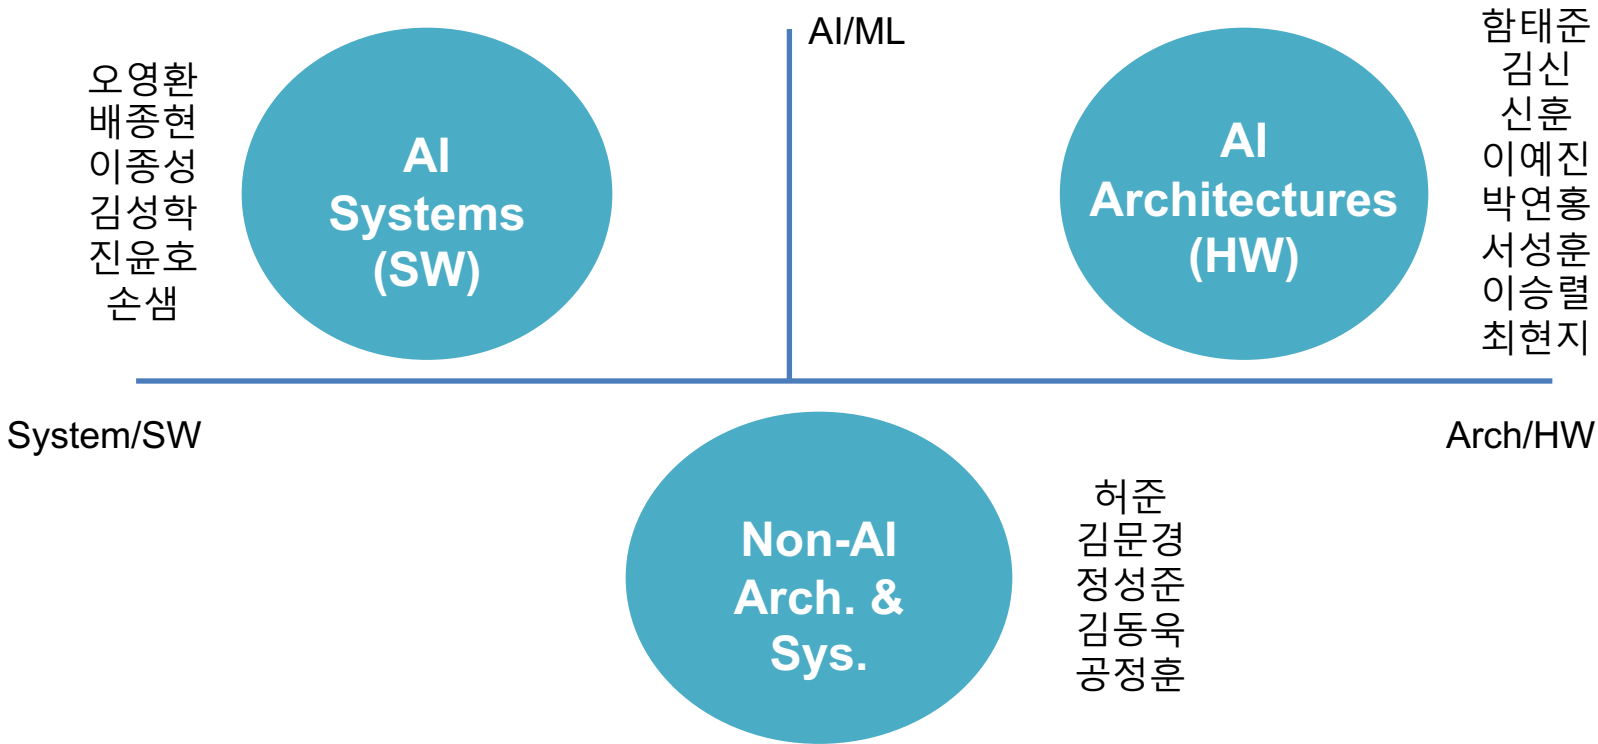 오영환
배종현
이종성
김성학
진윤호
손샘
AI
Systems
(SW)
AI/ML
AI
Architectures
(HW)
함태준
김신
신훈
이예진
박연홍
서성훈
이승렬
최현지
System/SW
Arch/HW
Non-AI
Arch. &
Sys.
허준
김문경
정성준
김동욱
공정훈